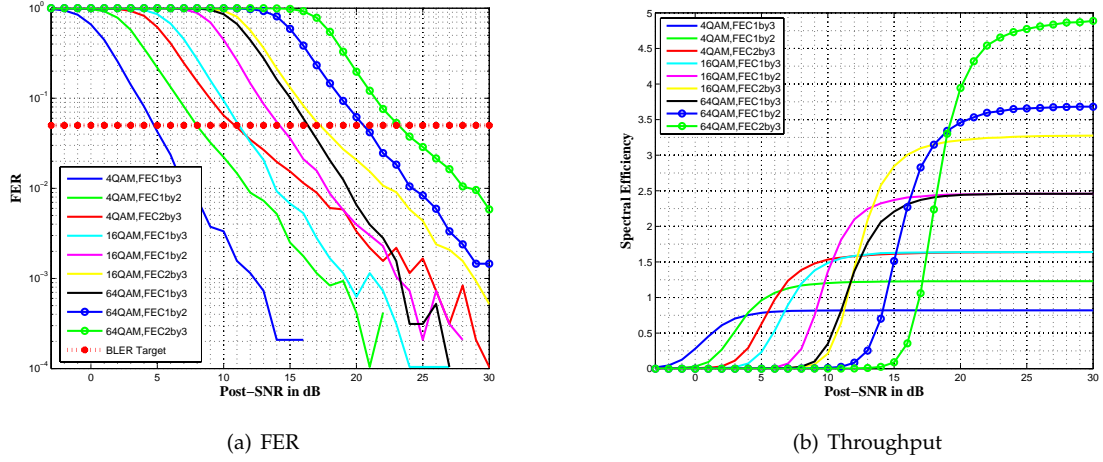 10^0
10^-1
10^-2
10^-3
10^-4
FER
0
5
10
15
20
25
30
Post−SNR in dB
4QAM,FEC1by3
4QAM,FEC1by2
4QAM,FEC2by3
16QAM,FEC1by3
16QAM,FEC1by2
16QAM,FEC2by3
64QAM,FEC1by3
64QAM,FEC1by2
64QAM,FEC2by3
BLER Target
(a) FER
5
4.5
4
3.5
3
2.5
2
1.5
1
0.5
0
Spectral Efficiency
0
5
10
15
20
25
30
Post−SNR in dB
4QAM,FEC1by3
4QAM,FEC1by2
4QAM,FEC2by3
16QAM,FEC1by3
16QAM,FEC1by2
16QAM,FEC2by3
64QAM,FEC1by3
64QAM,FEC1by2
64QAM,FEC2by3
(b) Throughput